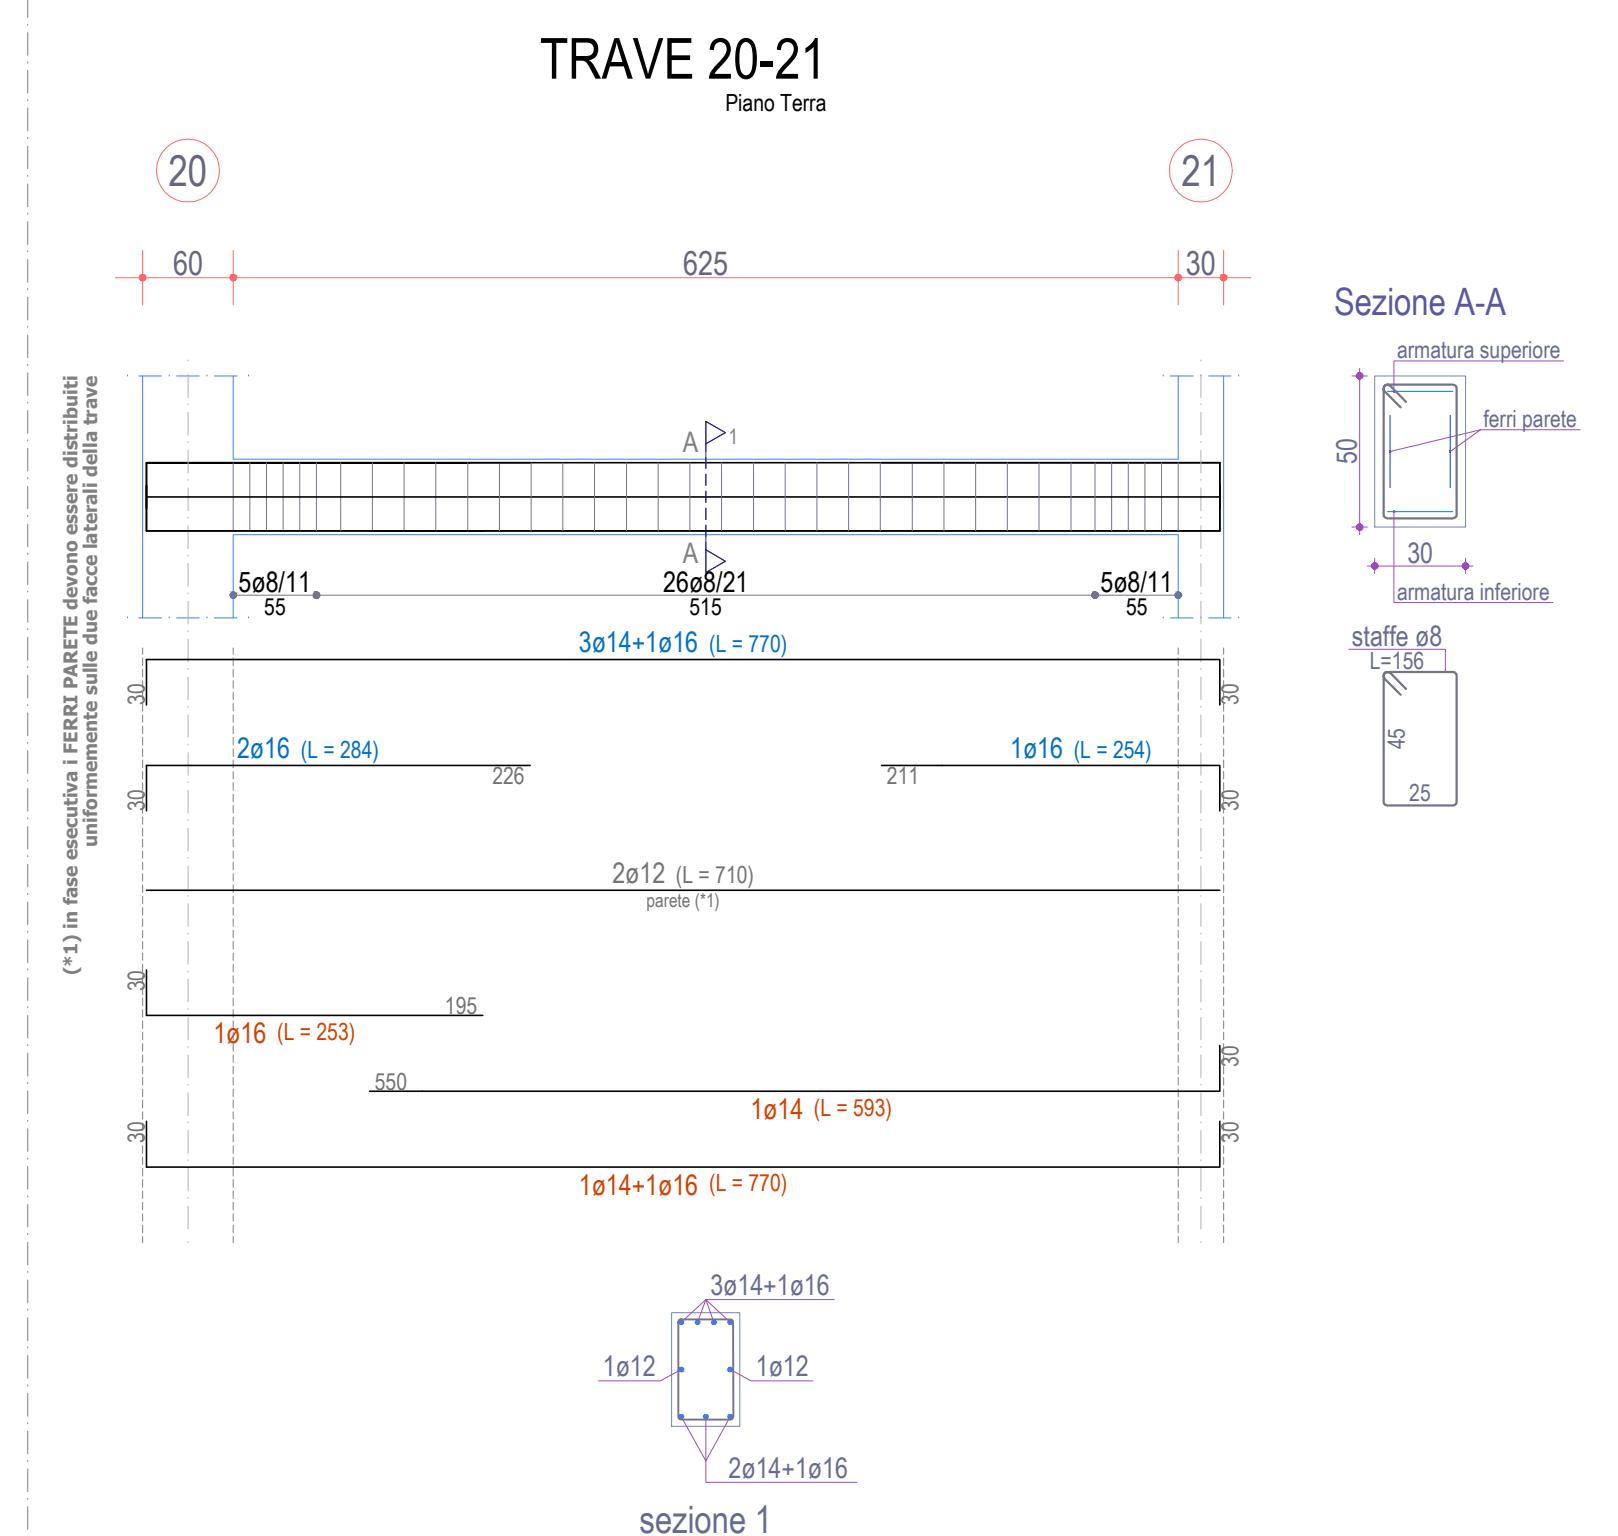 TRAVE 20-21
Piano Terra
20
21
60
625
30
Sezione A-A
armatura superiore
ferri parete
50
30
armatura inferiore
(*1) in fase esecutiva i FERRI PARETE devono essere distribuiti
uniformemente sulle due facce laterali della trave
A
1
A
5ø8/11
55
26ø8/21
515
5ø8/11
55
staffe ø8
L=156
45
25
3ø14+1ø16 (L = 770)
30
30
2ø16 (L = 284)
226
30
1ø16 (L = 254)
211
30
2ø12 (L = 710)
parete (*1)
30
195
1ø16 (L = 253)
30
550
1ø14 (L = 593)
30
30
1ø14+1ø16 (L = 770)
3ø14+1ø16
1ø12
1ø12
2ø14+1ø16
sezione 1